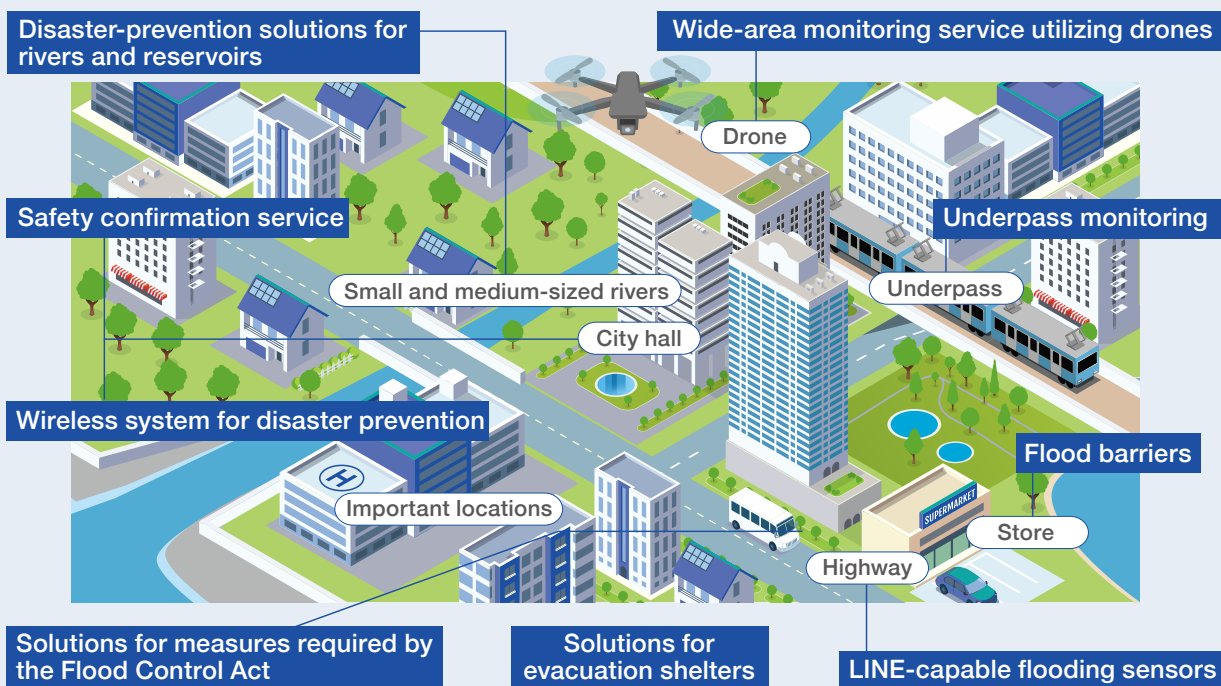 Disaster-prevention solutions for
rivers and reservoirs
Wide-area monitoring service utilizing drones
Drone
Safety confirmation service
Underpass monitoring
Small and medium-sized rivers
Underpass
City hall
Wireless system for disaster prevention
Flood barriers
H
Important locations
SUPERMARKET
Store
Highway
Solutions for measures required by
the Flood Control Act
Solutions for
evacuation shelters
LINE-capable flooding sensors